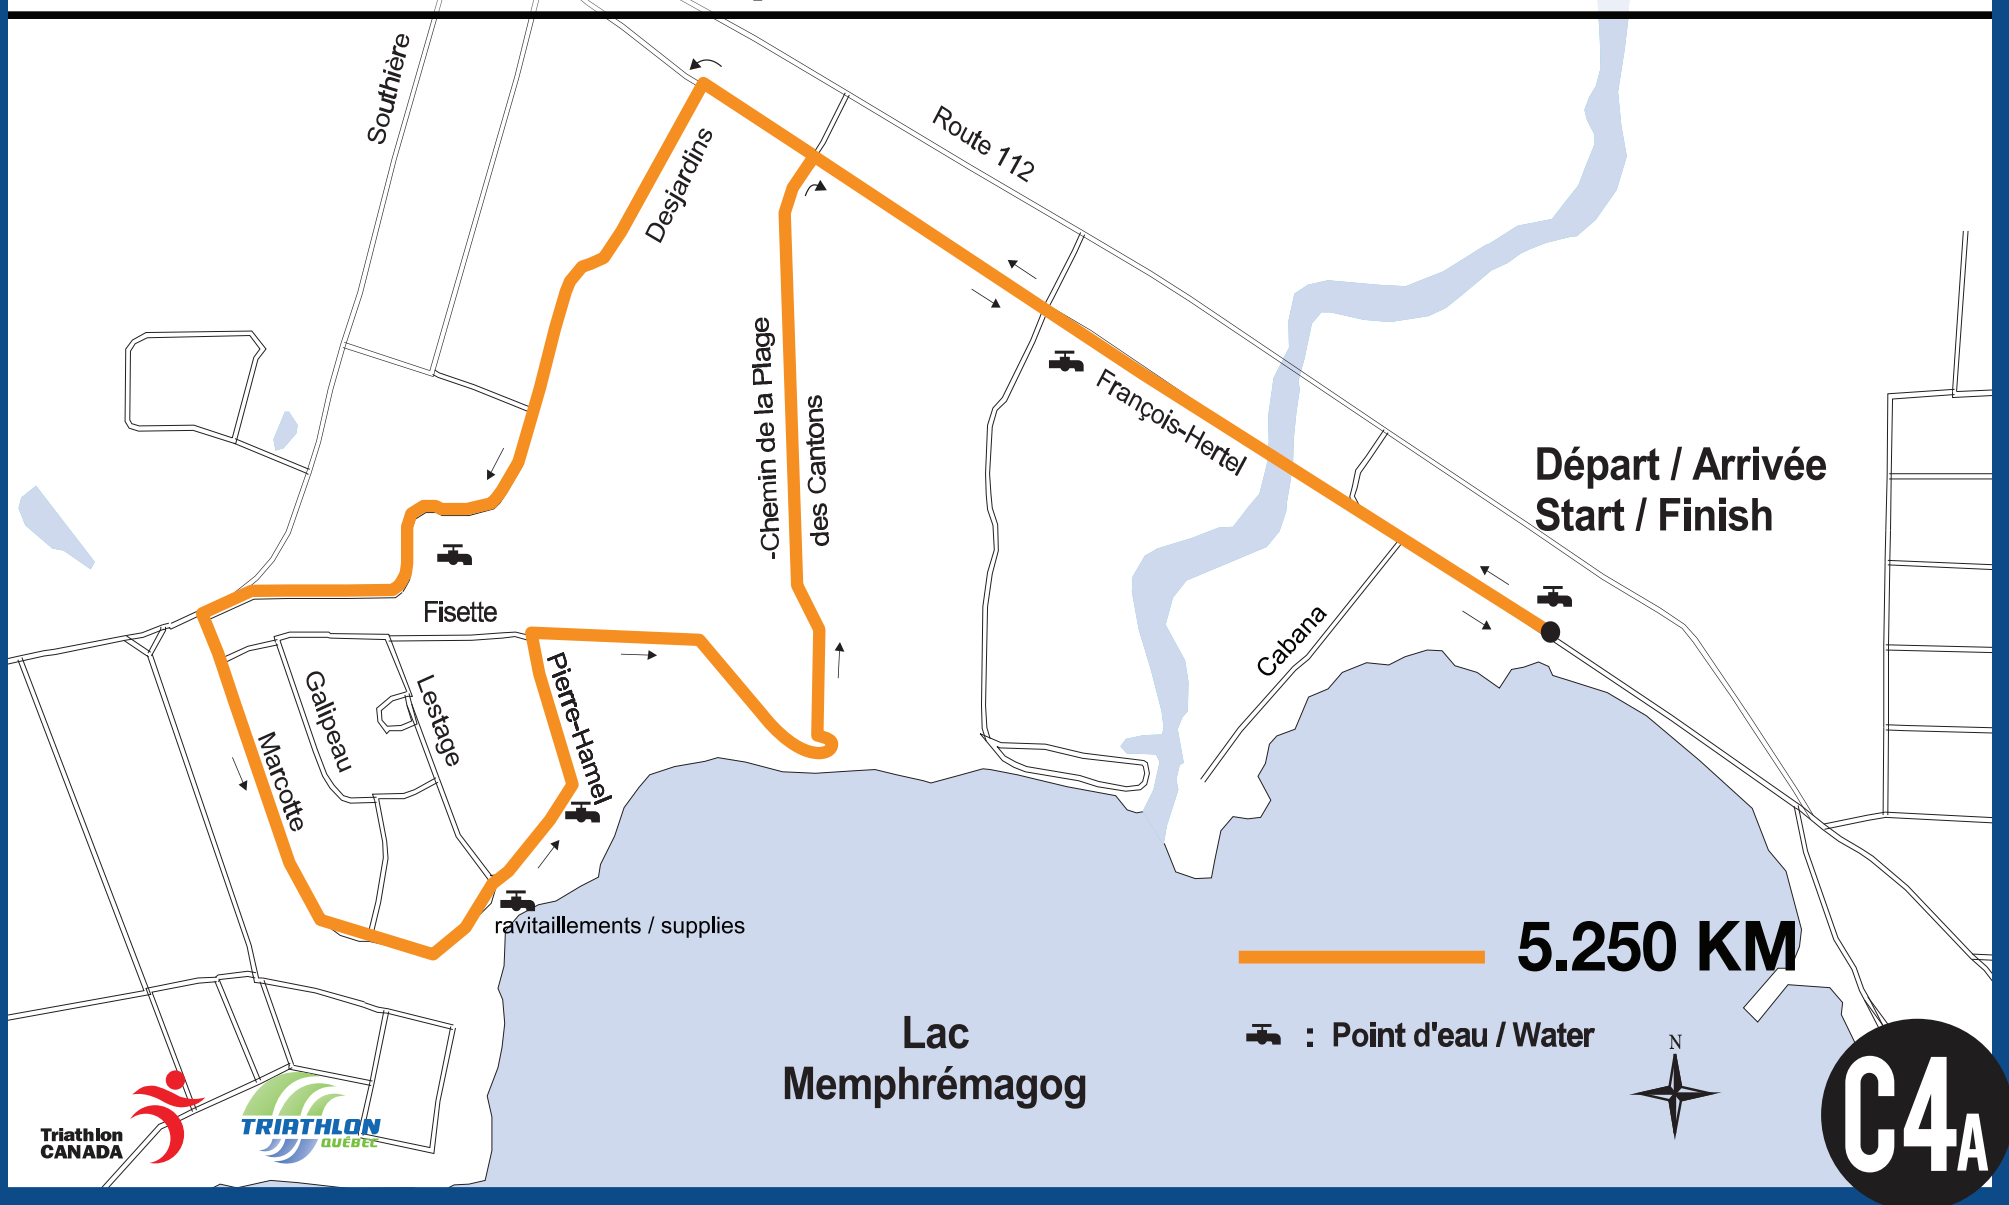 Southière
Desjardins
Route 112
-Chemin de la Plage
des Cantons
François-Hertel
Départ / Arrivée
Start / Finish
Fisette
Cabana
Galipeau
Lestage
Pierre-Hamel
Marcotte
ravitaillements / supplies
5.250 KM
: Point d'eau / Water
Lac
Memphrémagog
N
C4A
Triathlon
CANADA
TRIATHLON
QUÉBEC